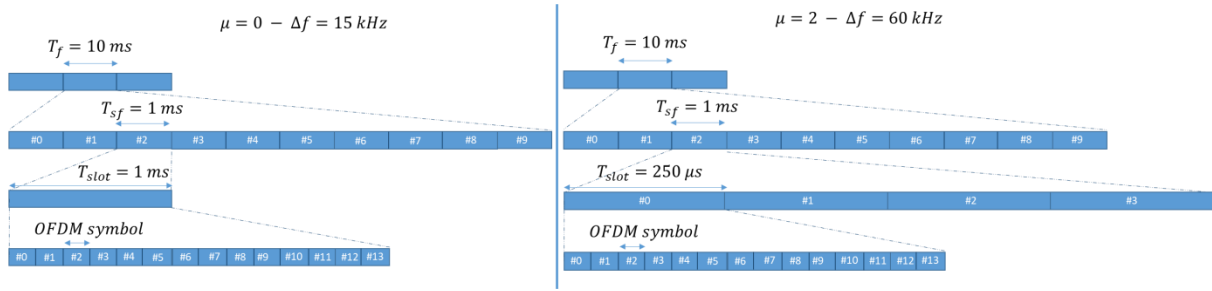 μ = 0 − Δf = 15 kHz
T_f = 10 ms
T_sf = 1 ms
#0 #1 #2 #3 #4 #5 #6 #7 #8 #9
T_slot = 1 ms
OFDM symbol
#0 #1 #2 #3 #4 #5 #6 #7 #8 #9 #10 #11 #12 #13
μ = 2 − Δf = 60 kHz
T_f = 10 ms
T_sf = 1 ms
#0 #1 #2 #3 #4 #5 #6 #7 #8 #9
T_slot = 250 μs
#0 #1 #2 #3
OFDM symbol
#0 #1 #2 #3 #4 #5 #6 #7 #8 #9 #10 #11 #12 #13